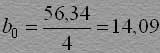 b₀ = 56,34 / 4 = 14,09